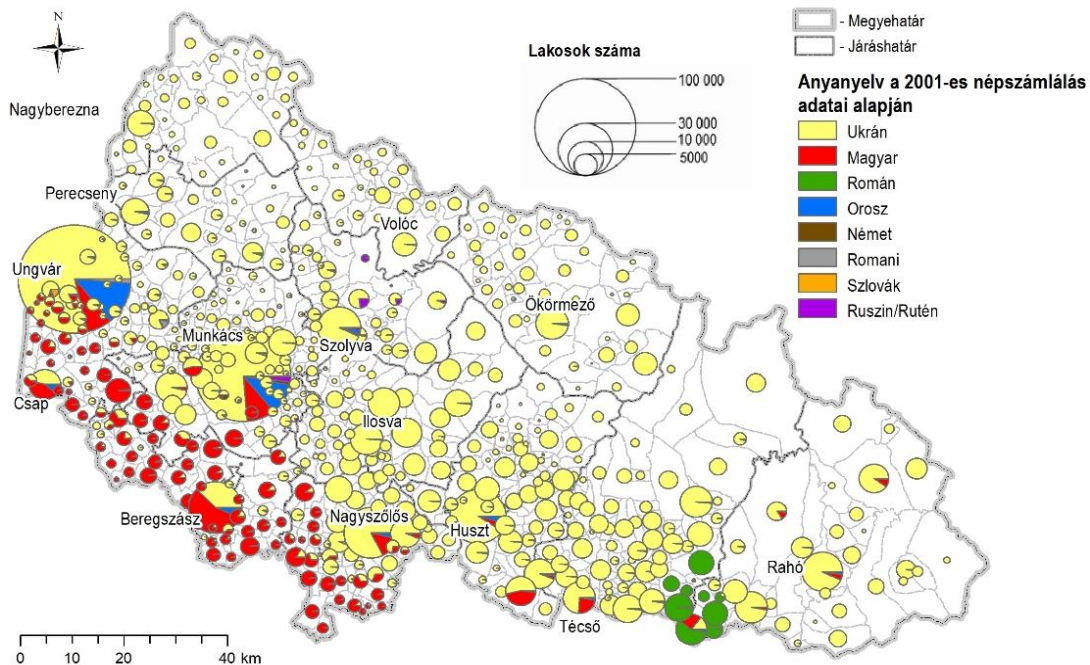 N
Nagyberezna
Perecseny
Ungvár
Volóc
Ökörmező
Munkács
Szolyva
Csap
Ilosva
Beregszász
Nagyszőlős
Huszt
Técső
Rahó
0 10 20 40 km
Lakosok száma
100 000
30 000
10 000
5000
- Megyehatár
- Járáshatár
Anyanyelv a 2001-es népszámlálás
adatai alapján
Ukrán
Magyar
Román
Orosz
Német
Romani
Szlovák
Ruszin/Rutén